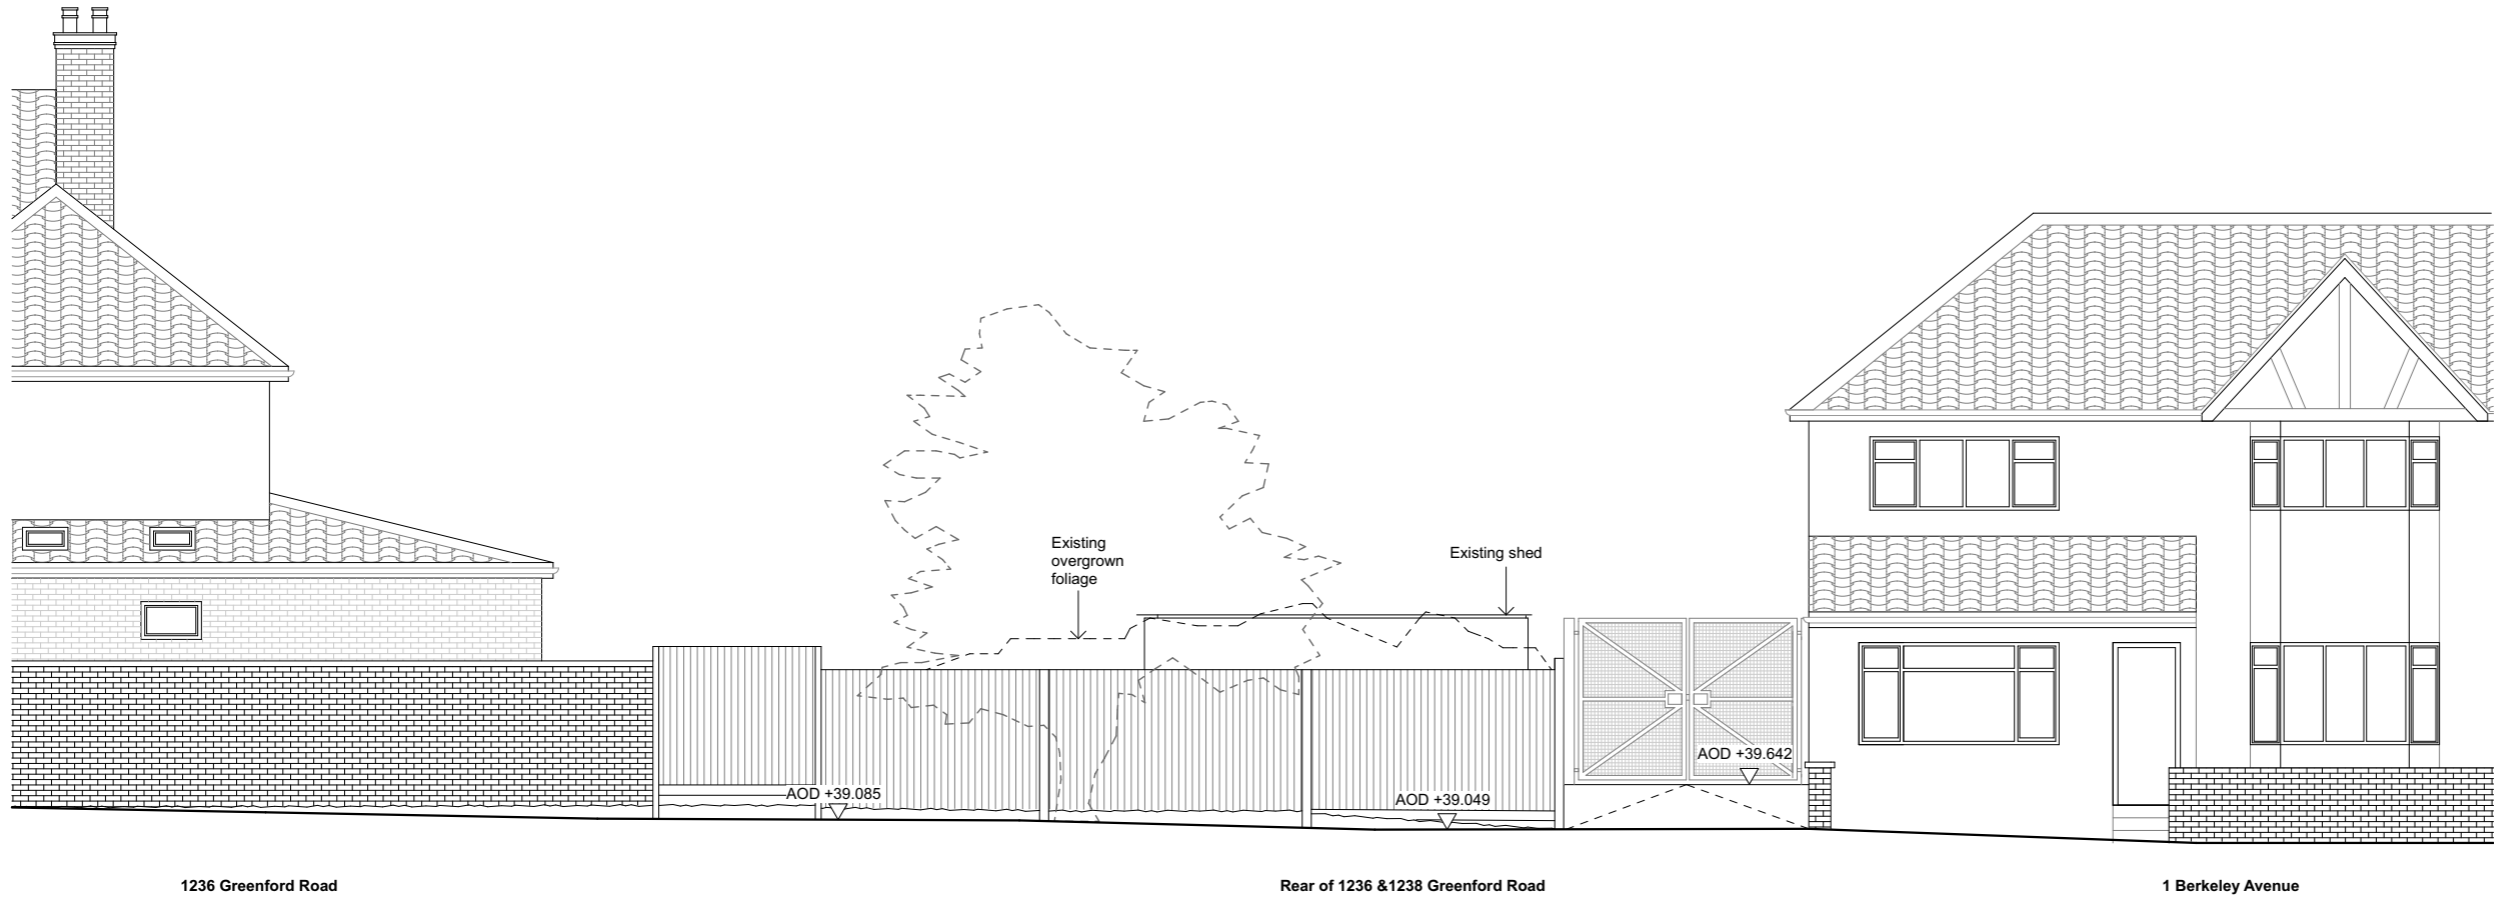 Existing
overgrown
foliage
Existing shed
AOD +39.642
AOD +39.085
AOD +39.049
1236 Greenford Road
Rear of 1236 &1238 Greenford Road
1 Berkeley Avenue